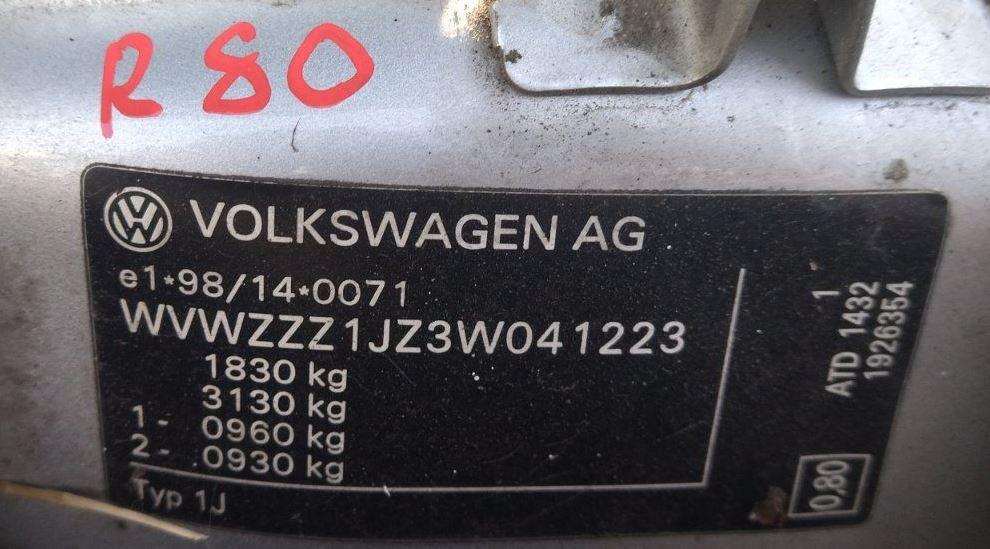 R 80
VOLKSWAGEN AG
e1*98/14*0071
WVWZZZ1JZ3W041223
1830 kg
3130 kg
1 - 0960 kg
2 - 0930 kg
Typ 1J
1
ATD 1432
1926354
0,80